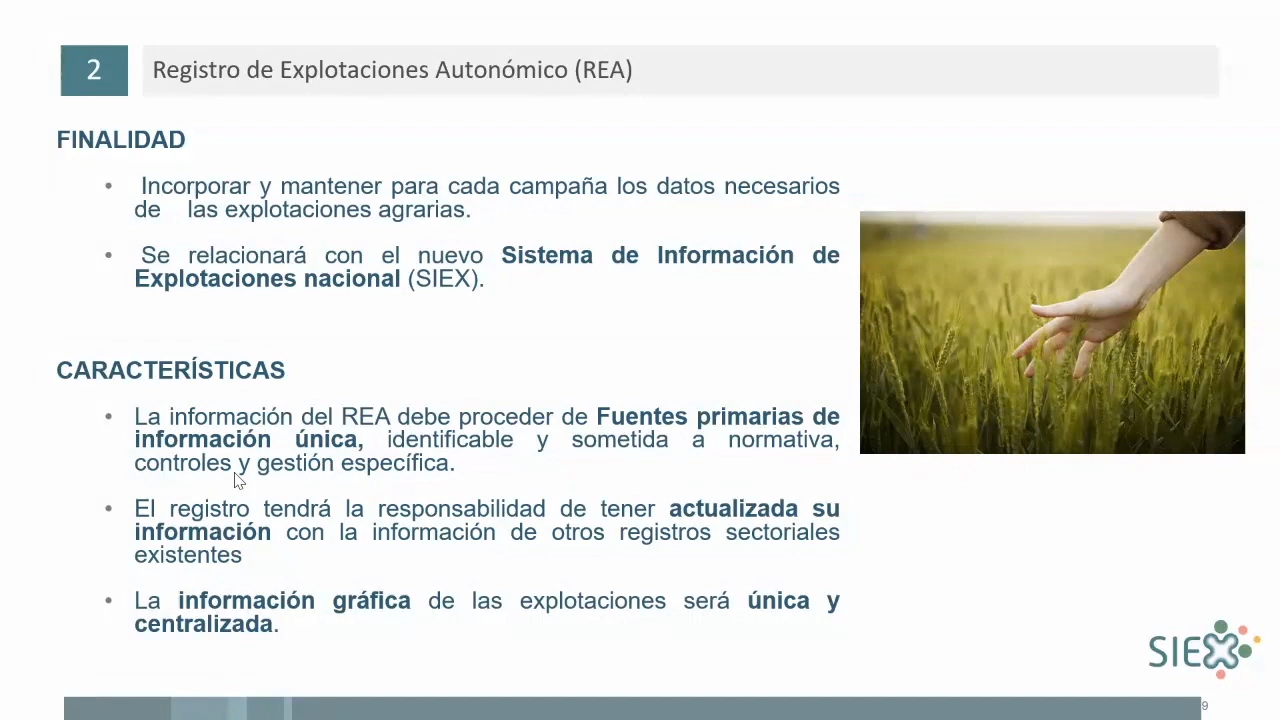 2
Registro de Explotaciones Autonómico (REA)
FINALIDAD
• Incorporar y mantener para cada campaña los datos necesarios
de las explotaciones agrarias.
• Se relacionará con el nuevo Sistema de Información de
Explotaciones nacional (SIEX).
CARACTERÍSTICAS
• La información del REA debe proceder de Fuentes primarias de
información única, identificable y sometida a normativa,
controles y gestión específica.
• El registro tendrá la responsabilidad de tener actualizada su
información con la información de otros registros sectoriales
existentes
• La información gráfica de las explotaciones será única y
centralizada.
SIEX
9